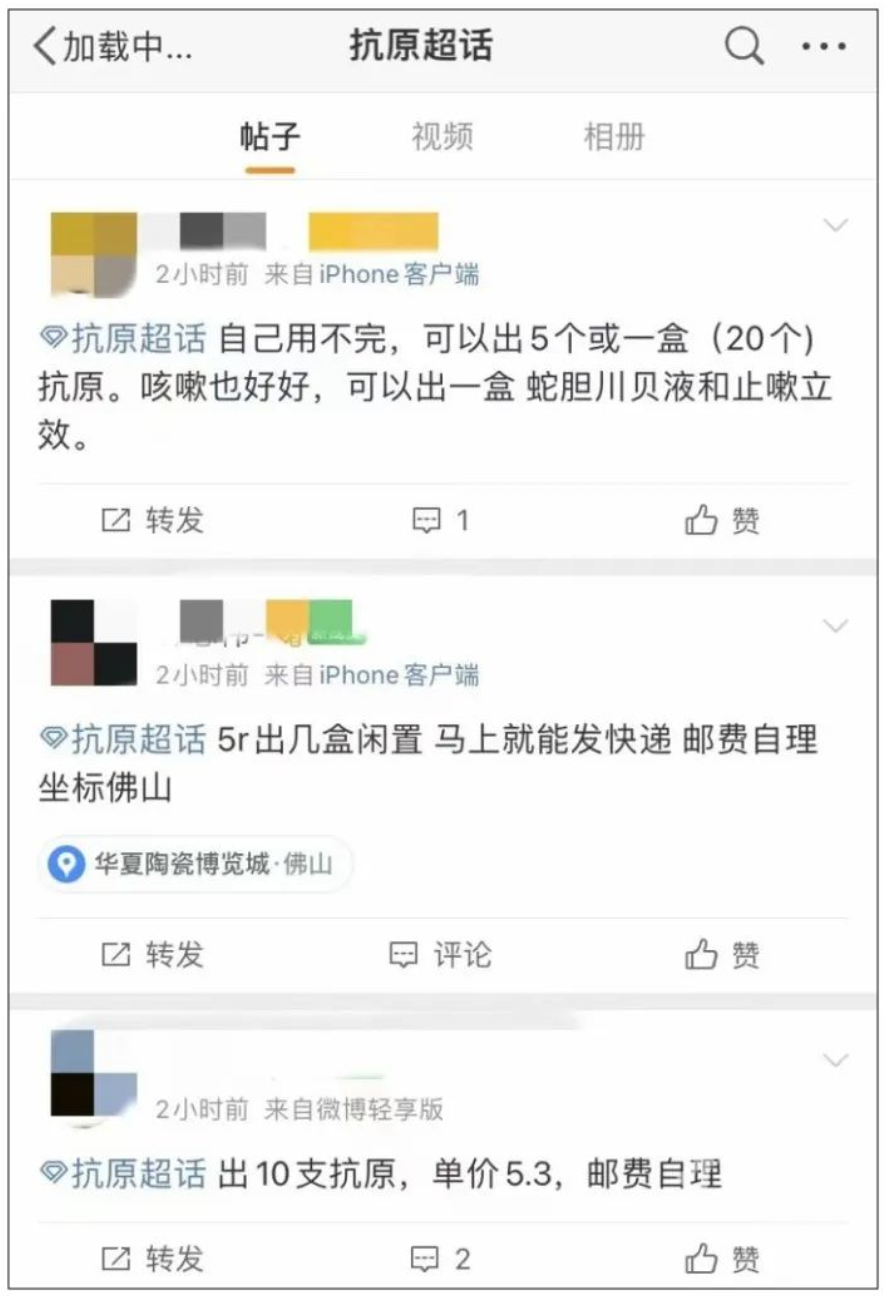 加载中...
抗原超话
帖子
视频
相册
2小时前 来自iPhone客户端
抗原超话 自己用不完，可以出5个或一盒（20个)
抗原。咳嗽也好好，可以出一盒 蛇胆川贝液和止嗽立
效。
转发
1
赞
2小时前 来自iPhone客户端
抗原超话 5r出几盒闲置 马上就能发快递 邮费自理
坐标佛山
华夏陶瓷博览城·佛山
转发
评论
赞
2小时前 来自微博轻享版
抗原超话 出10支抗原，单价5.3，邮费自理
转发
2
赞